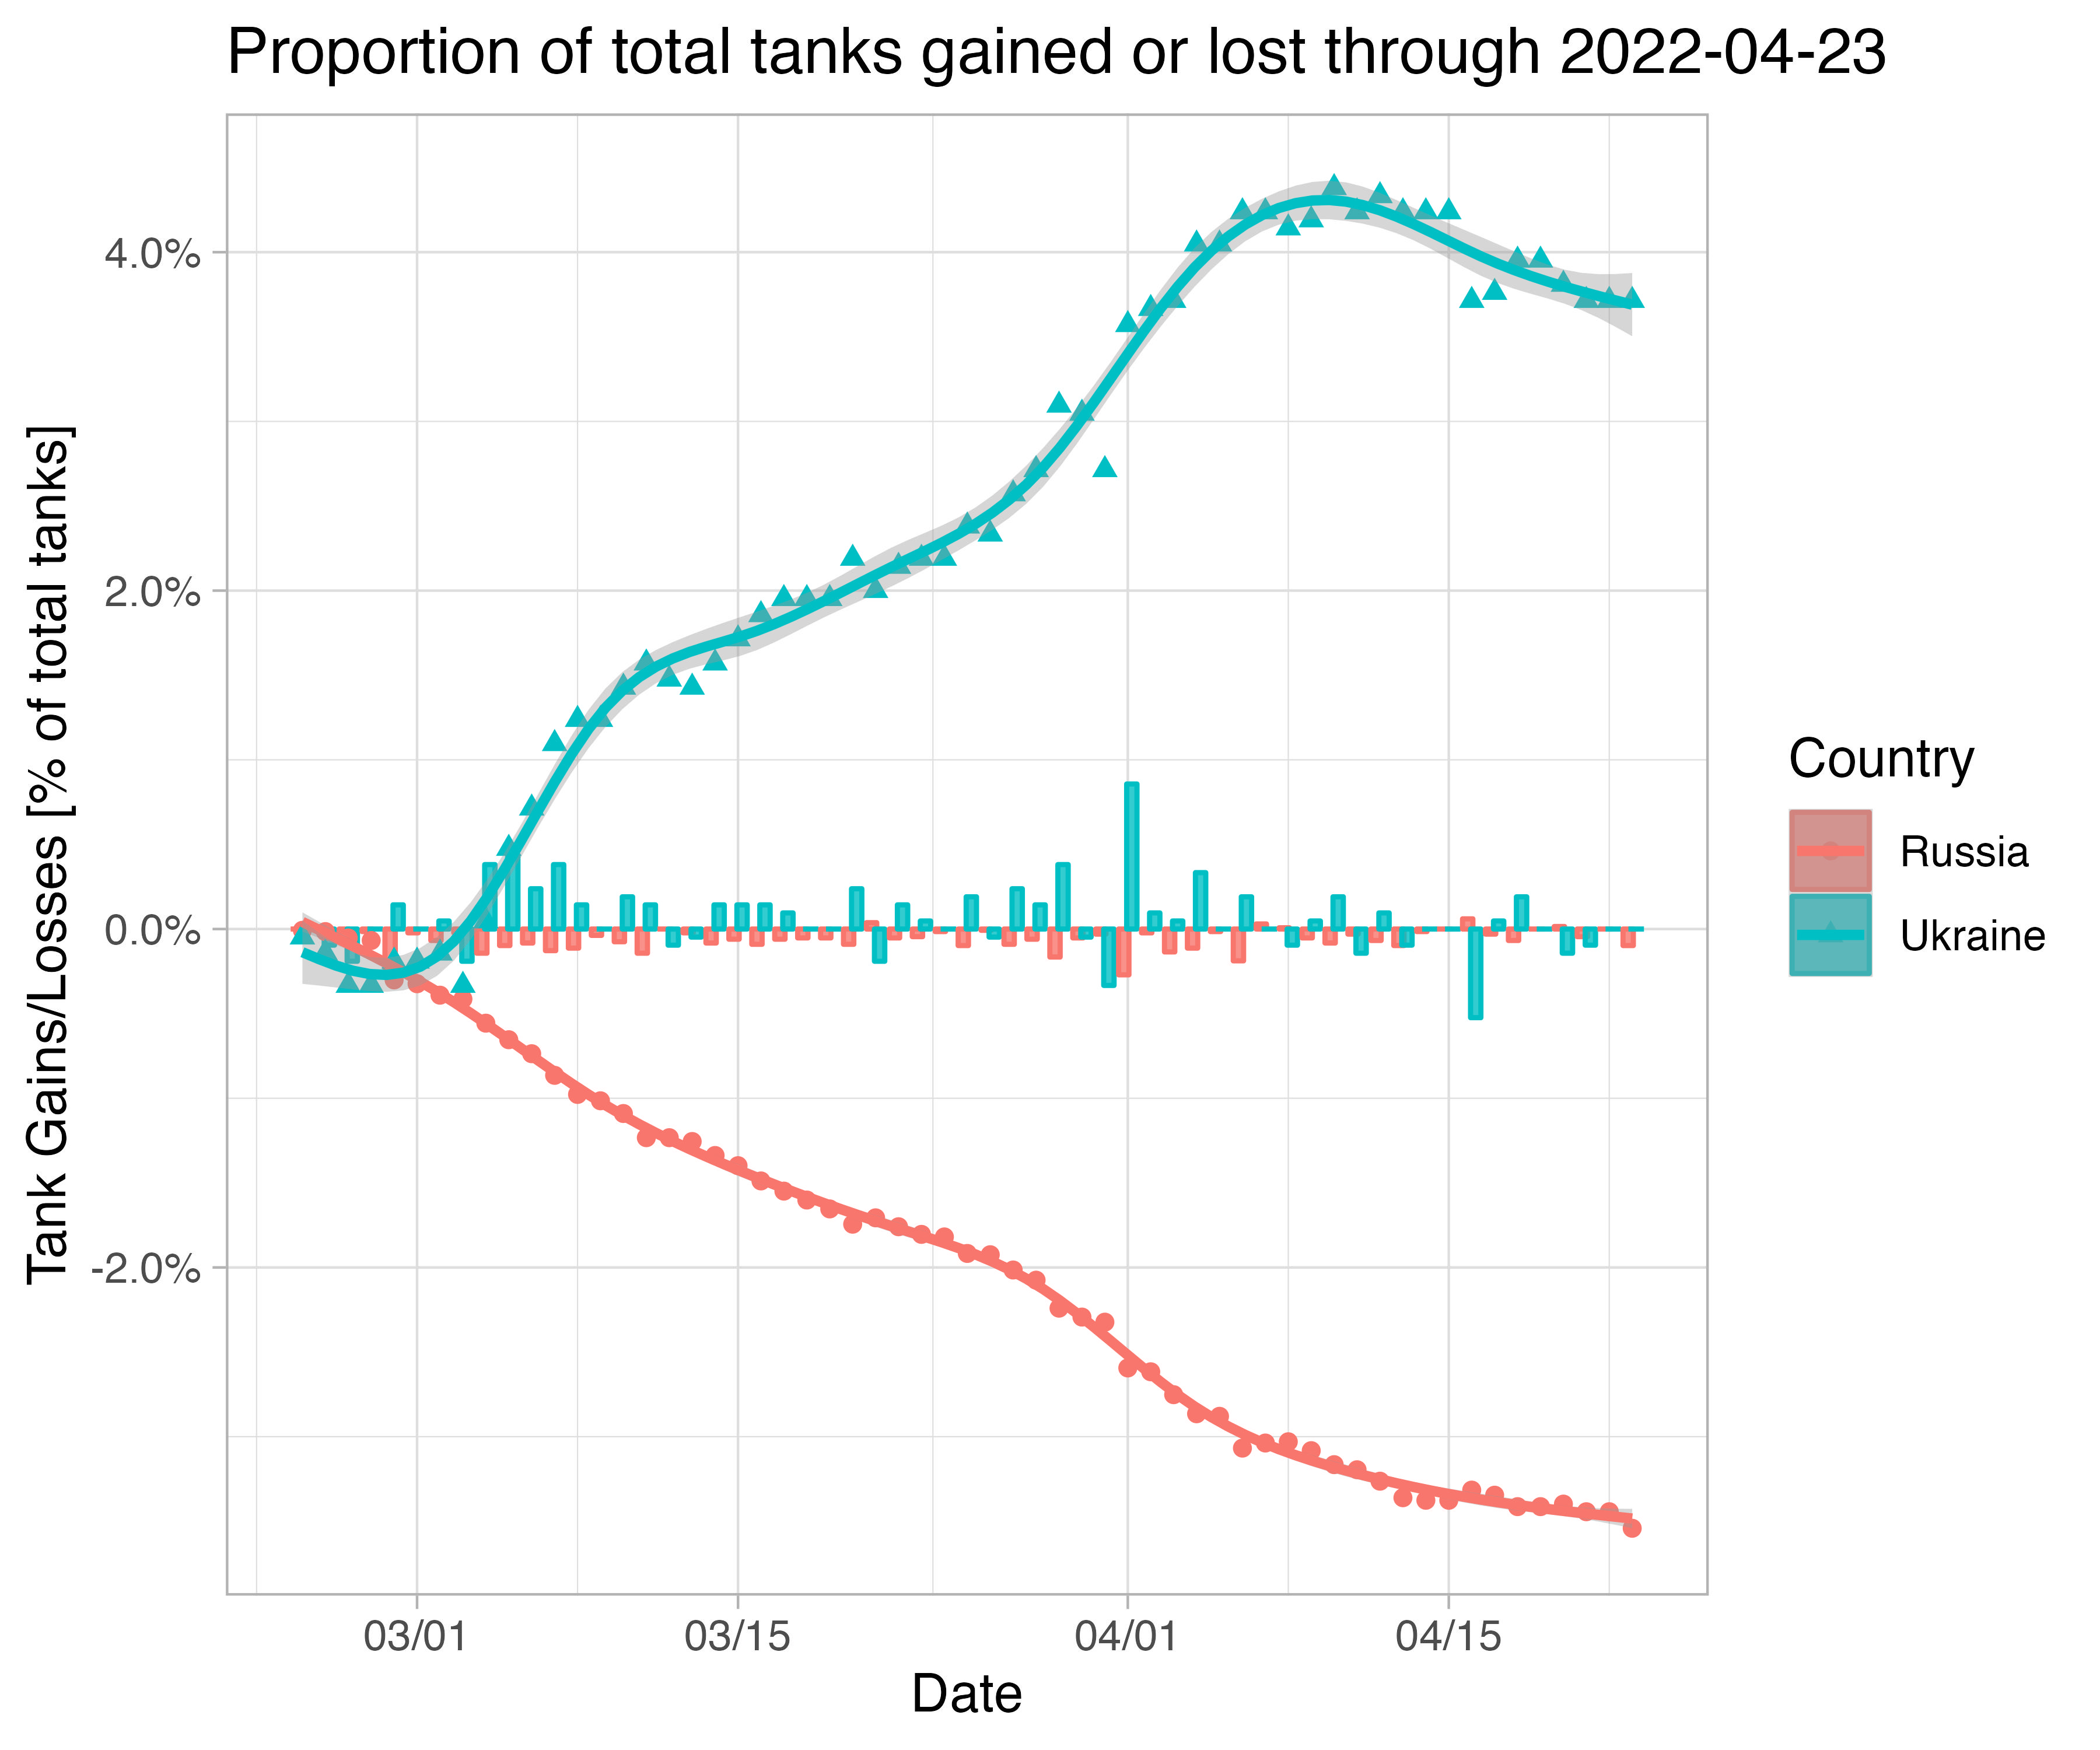 Proportion of total tanks gained or lost through 2022-04-23
Tank Gains/Losses [% of total tanks]
4.0%
2.0%
0.0%
-2.0%
03/01
03/15
04/01
04/15
Date
Country
Russia
Ukraine